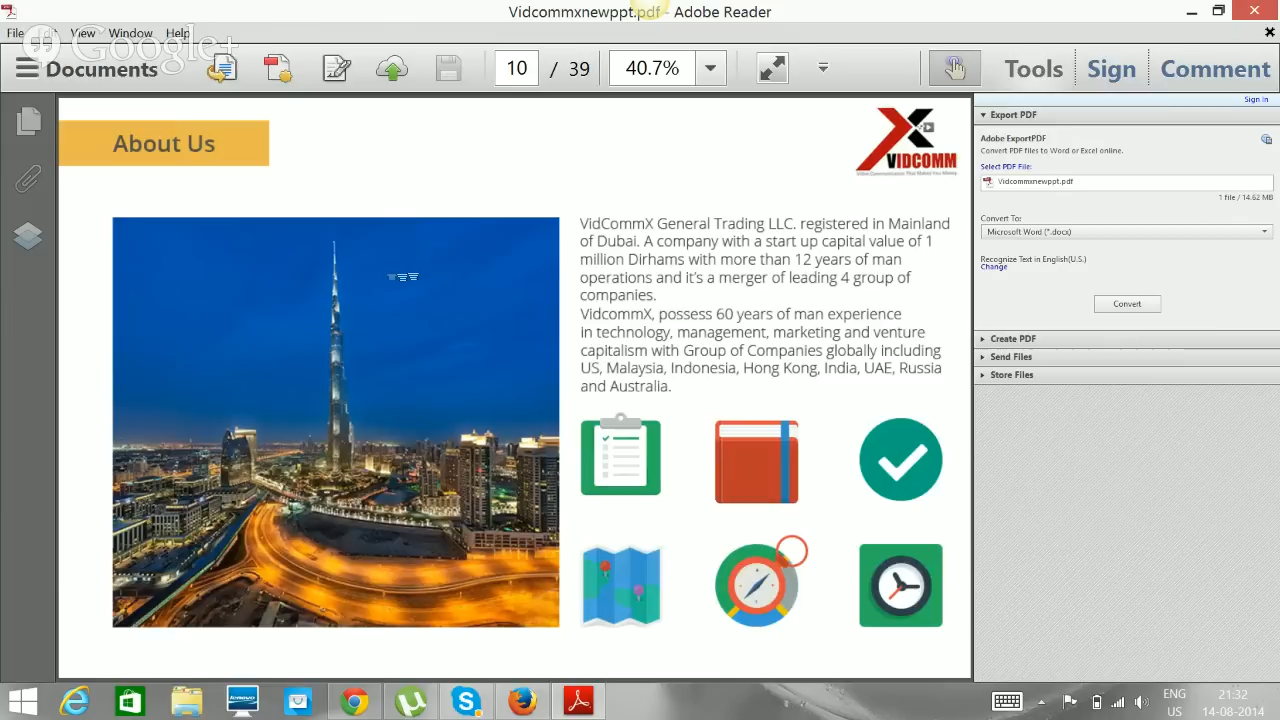 Vidcommxnewppt.pdf - Adobe Reader
File
View Window Help
Google+
Documents
10 / 39
40.7%
Tools Sign Comment
Sign In
About Us
VIDCOMM
Export PDF
Adobe ExportPDF
Convert PDF files to Word or Excel online.
Select PDF File:
Vidcommxnewppt.pdf
1 file / 14.62 MB
Convert To:
Microsoft Word (*.docx)
Recognize Text in English(U.S.)
Change
Convert
Create PDF
Send Files
Store Files
VidCommX General Trading LLC. registered in Mainland
of Dubai. A company with a start up capital value of 1
million Dirhams with more than 12 years of man
operations and it's a merger of leading 4 group of
companies.
VidcommX, possess 60 years of man experience
in technology, management, marketing and venture
capitalism with Group of Companies globally including
US, Malaysia, Indonesia, Hong Kong, India, UAE, Russia
and Australia.
lenovo
ENG
US
21:32
14-08-2014